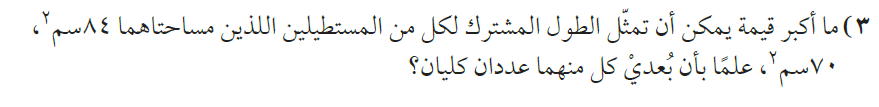 ٣) ما أكبر قيمة يمكن أن تمثّل الطول المشترك لكل من المستطيلين اللذين مساحتاهما ٨٤سم٢،
٧٠سم٢، علمًا بأن بُعديْ كل منهما عددان كليان؟